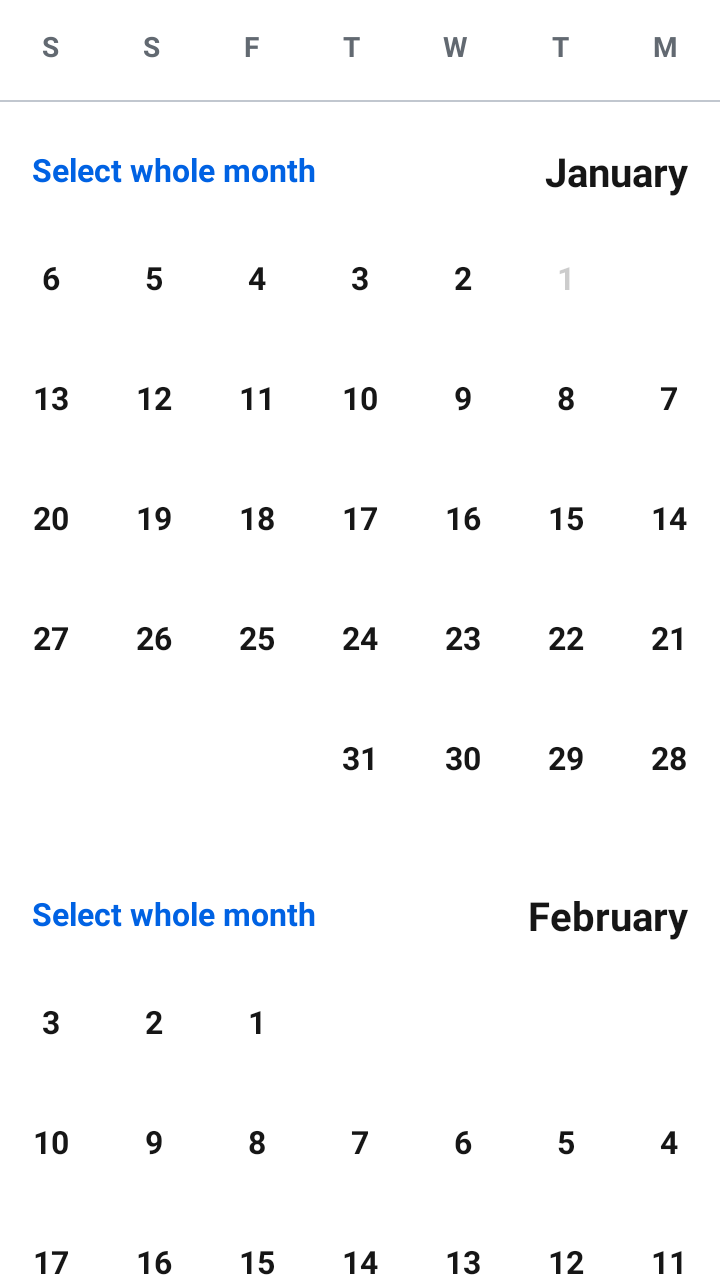 S S F T W T M
Select whole month January
6 5 4 3 2 1
13 12 11 10 9 8 7
20 19 18 17 16 15 14
27 26 25 24 23 22 21
31 30 29 28
Select whole month February
3 2 1
10 9 8 7 6 5 4
17 16 15 14 13 12 11